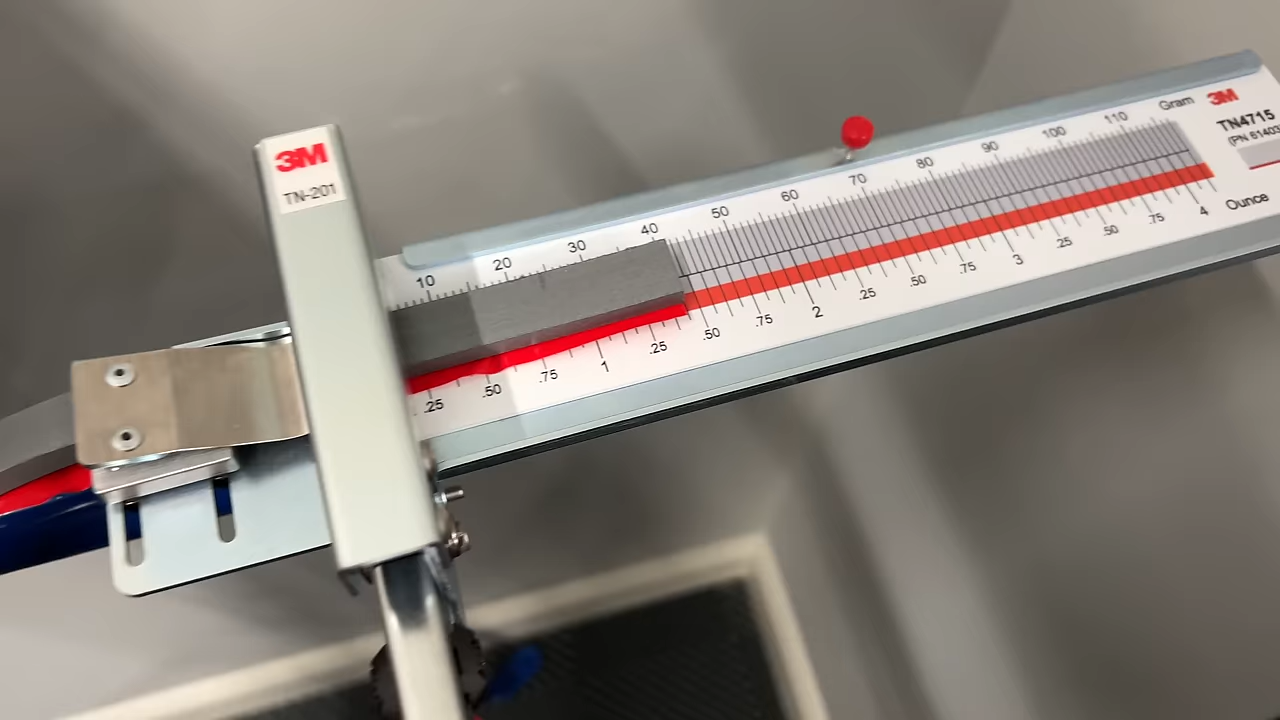 3M
TN-201
10 20 30 40 50 60 70 80 90 100 110 Gram
.25 .50 .75 1 .25 .50 .75 2 .25 .50 .75 3 .25 .50 .75 4 Ounce
3M
TN4715
(PN